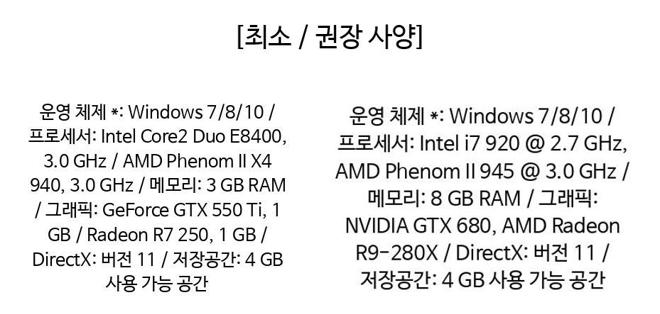 [최소 / 권장 사양]
운영 체제 *: Windows 7/8/10 /
프로세서: Intel Core2 Duo E8400,
3.0 GHz / AMD Phenom II X4
940, 3.0 GHz / 메모리: 3 GB RAM
/ 그래픽: GeForce GTX 550 Ti, 1
GB / Radeon R7 250, 1 GB /
DirectX: 버전 11 / 저장공간: 4 GB
사용 가능 공간
운영 체제 *: Windows 7/8/10 /
프로세서: Intel i7 920 @ 2.7 GHz,
AMD Phenom II 945 @ 3.0 GHz /
메모리: 8 GB RAM / 그래픽:
NVIDIA GTX 680, AMD Radeon
R9-280X / DirectX: 버전 11 /
저장공간: 4 GB 사용 가능 공간